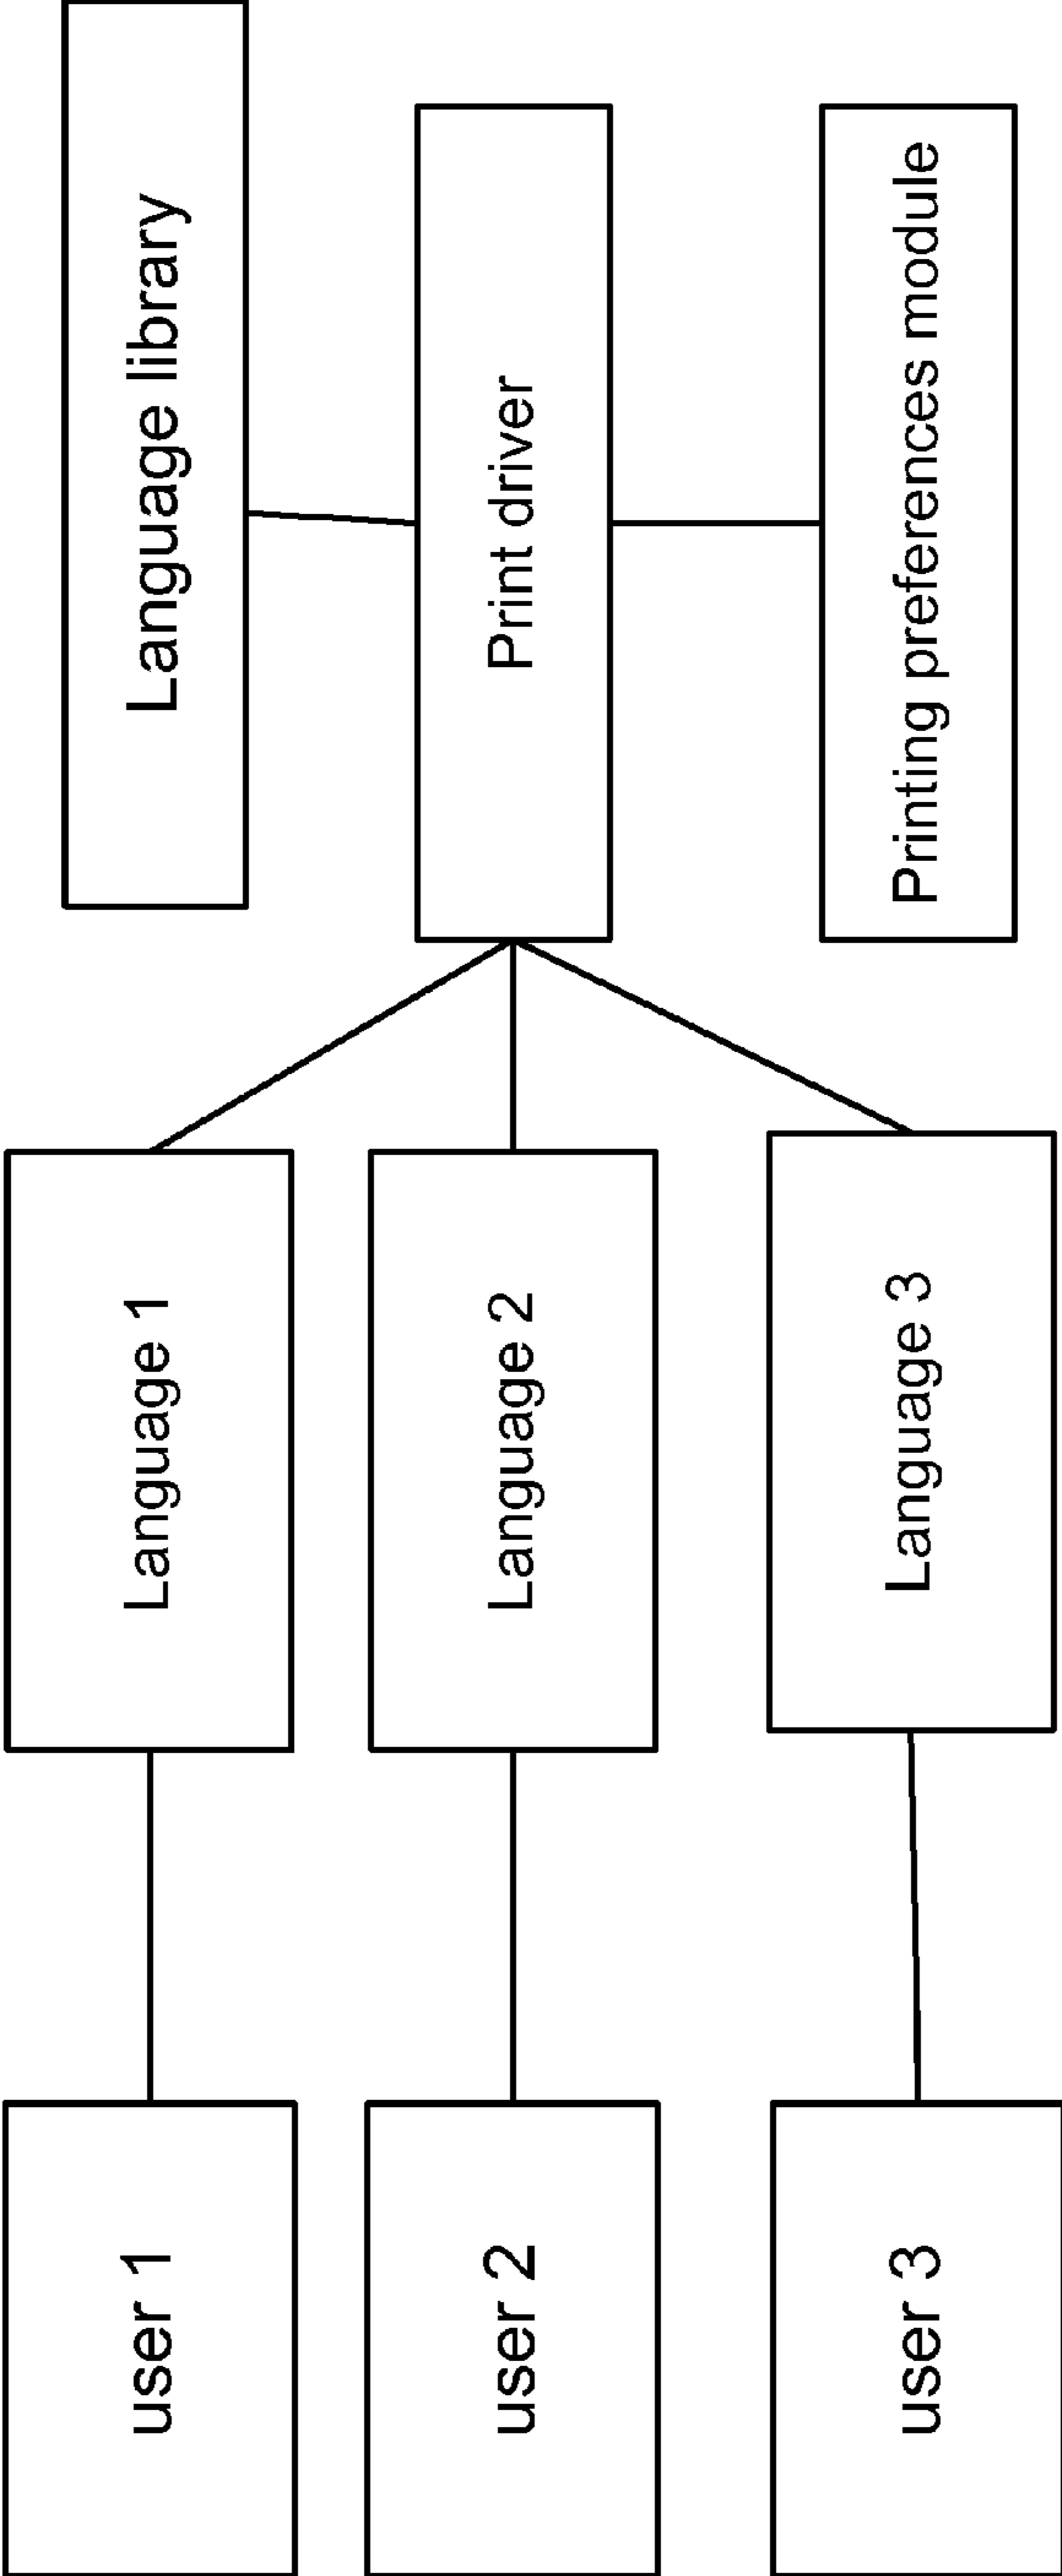 Language library
Print driver
Printing preferences module
Language 1
Language 2
Language 3
user 1
user 2
user 3